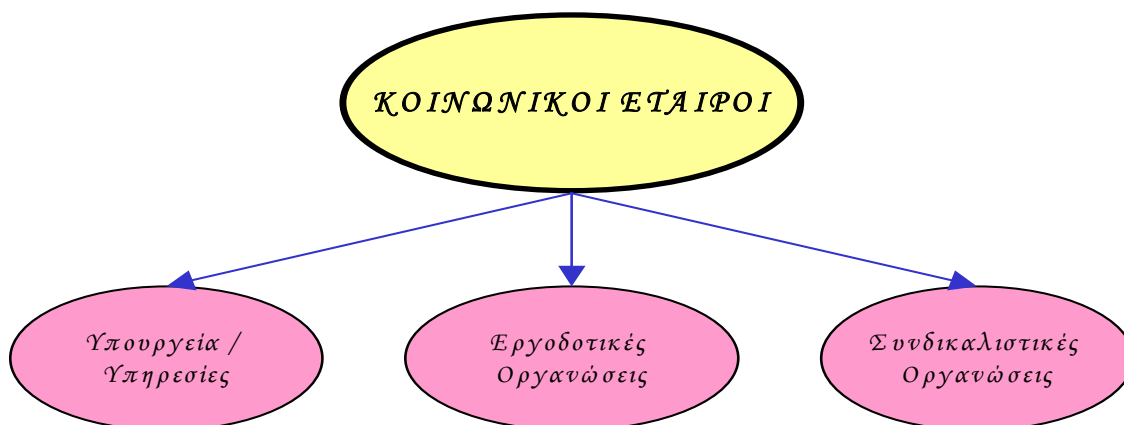 ΚΟΙΝΩΝΙΚΟΙ ΕΤΑΙΡΟΙ
Υπουργεία /
Υπηρεσίες
Εργοδοτικές
Οργανώσεις
Συνδικαλιστικές
Οργανώσεις